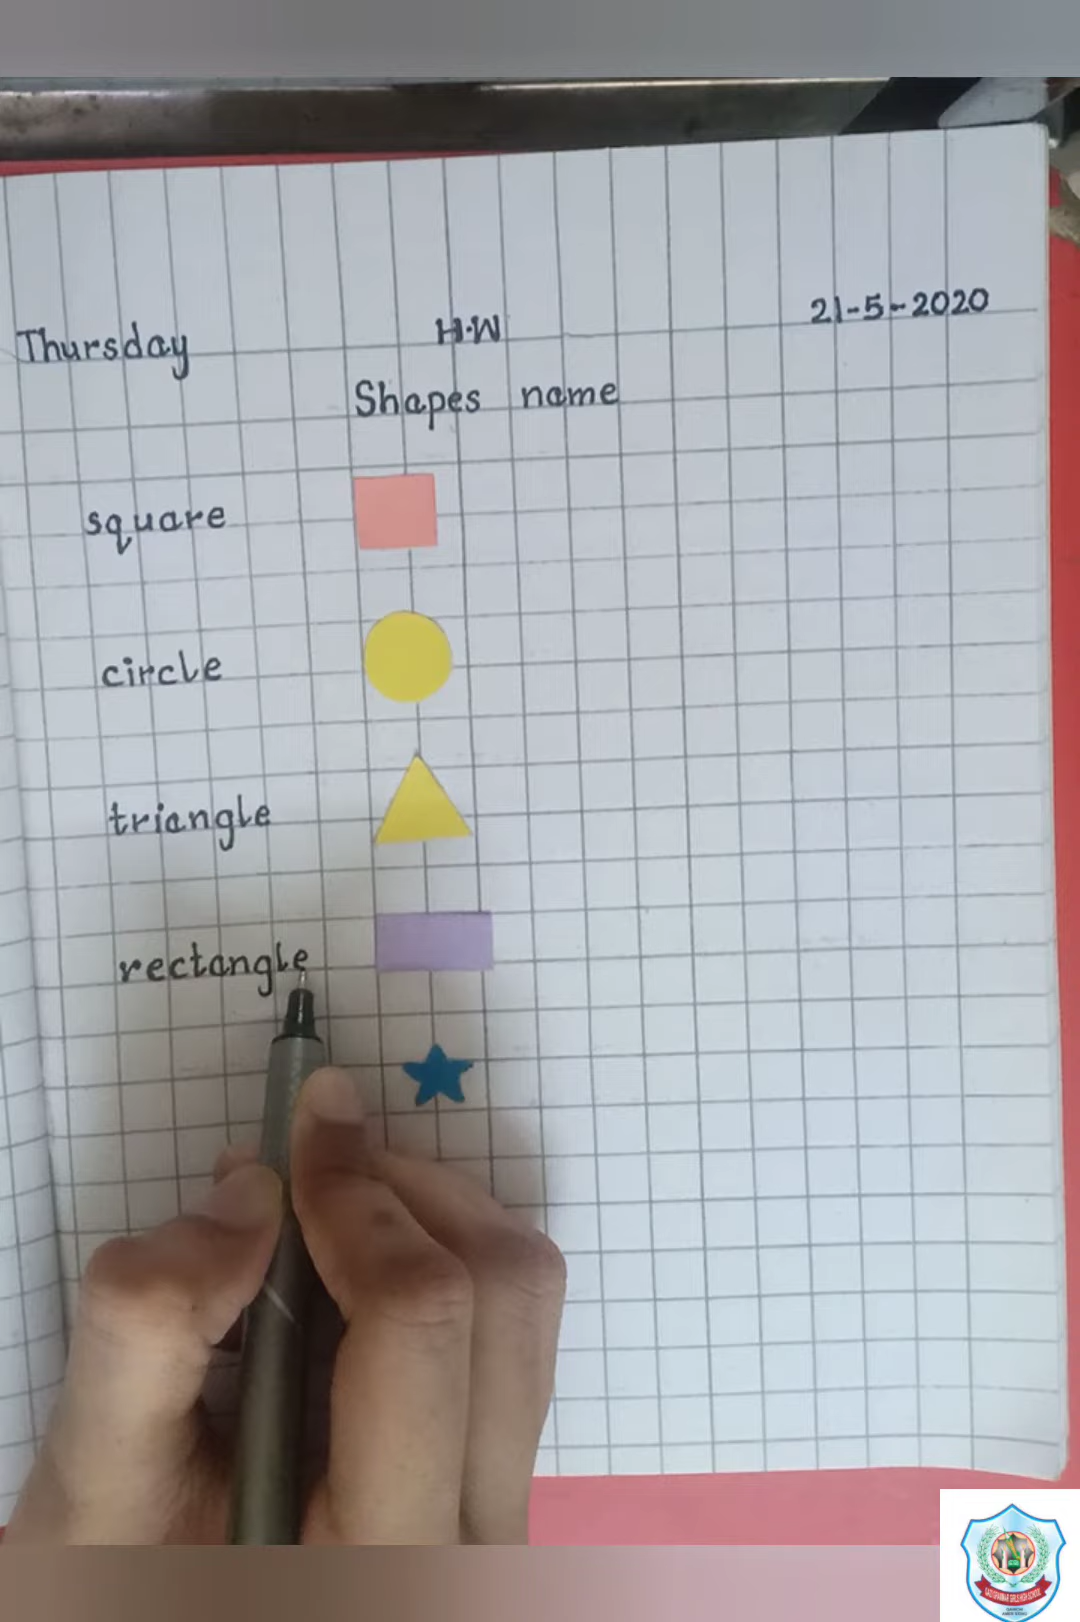 Thursday H.W 21-5-2020
Shapes name
square
circle
triangle
rectangle